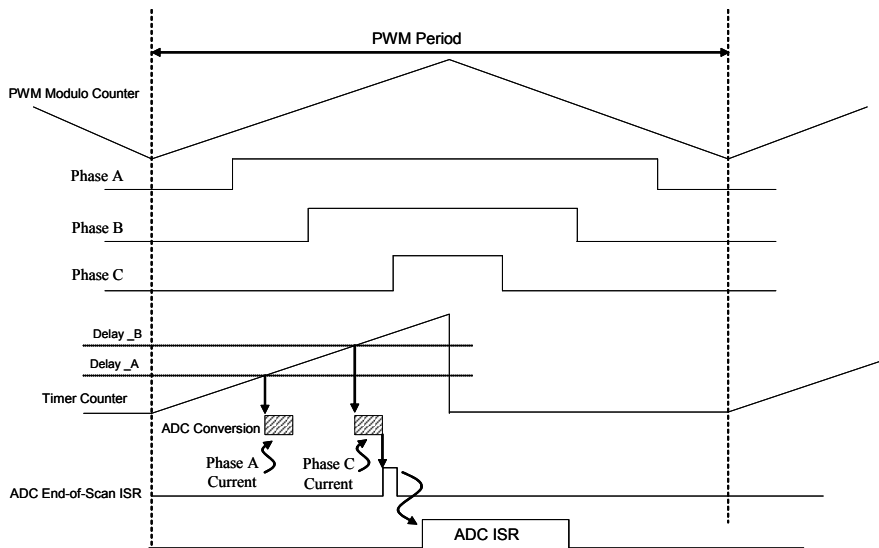 PWM Period
PWM Modulo Counter
Phase A
Phase B
Phase C
Delay _B
Delay _A
Timer Counter
ADC Conversion
Phase A
Current
Phase C
Current
ADC End-of-Scan ISR
ADC ISR